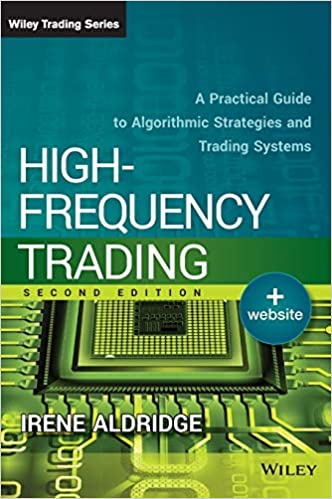 Wiley Trading Series
A Practical Guide
to Algorithmic Strategies and
Trading Systems
HIGH-
FREQUENCY
TRADING
SECOND EDITION
+
website
IRENE ALDRIDGE
WILEY